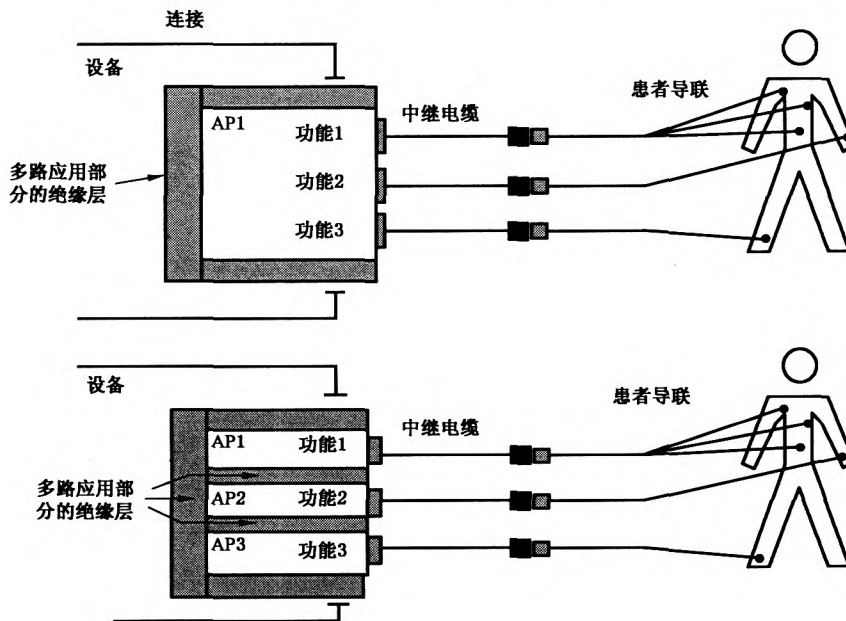 连接
设备
AP1 功能1
功能2
功能3
多路应用部
分的绝缘层
中继电缆
患者导联
设备
AP1 功能1
AP2 功能2
AP3 功能3
多路应用部
分的绝缘层
中继电缆
患者导联